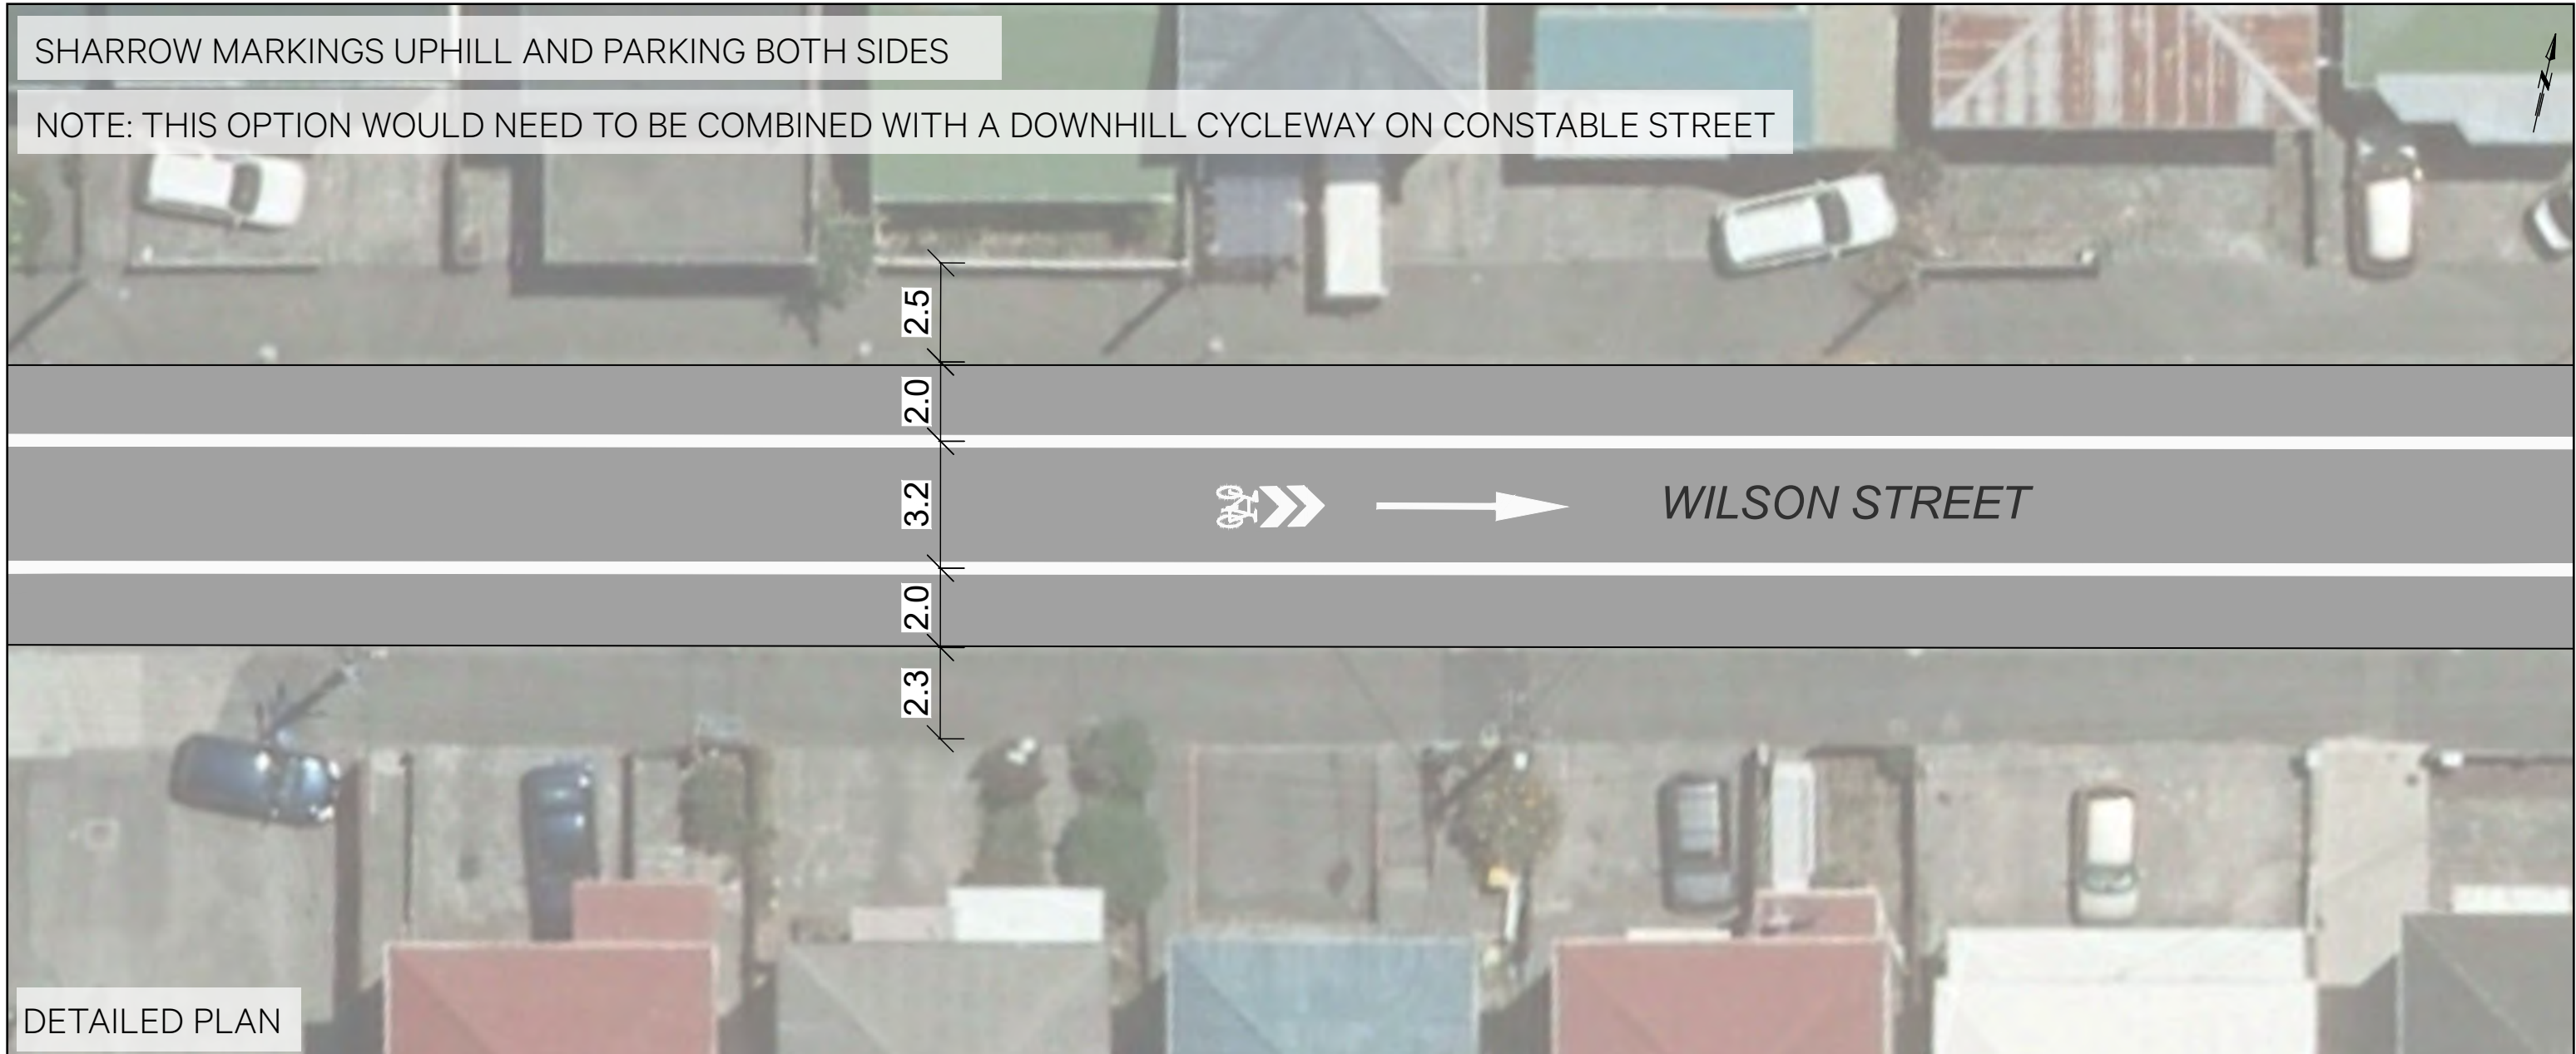 SHARROW MARKINGS UPHILL AND PARKING BOTH SIDES
NOTE: THIS OPTION WOULD NEED TO BE COMBINED WITH A DOWNHILL CYCLEWAY ON CONSTABLE STREET
N
2.5
2.0
3.2
WILSON STREET
2.0
2.3
DETAILED PLAN